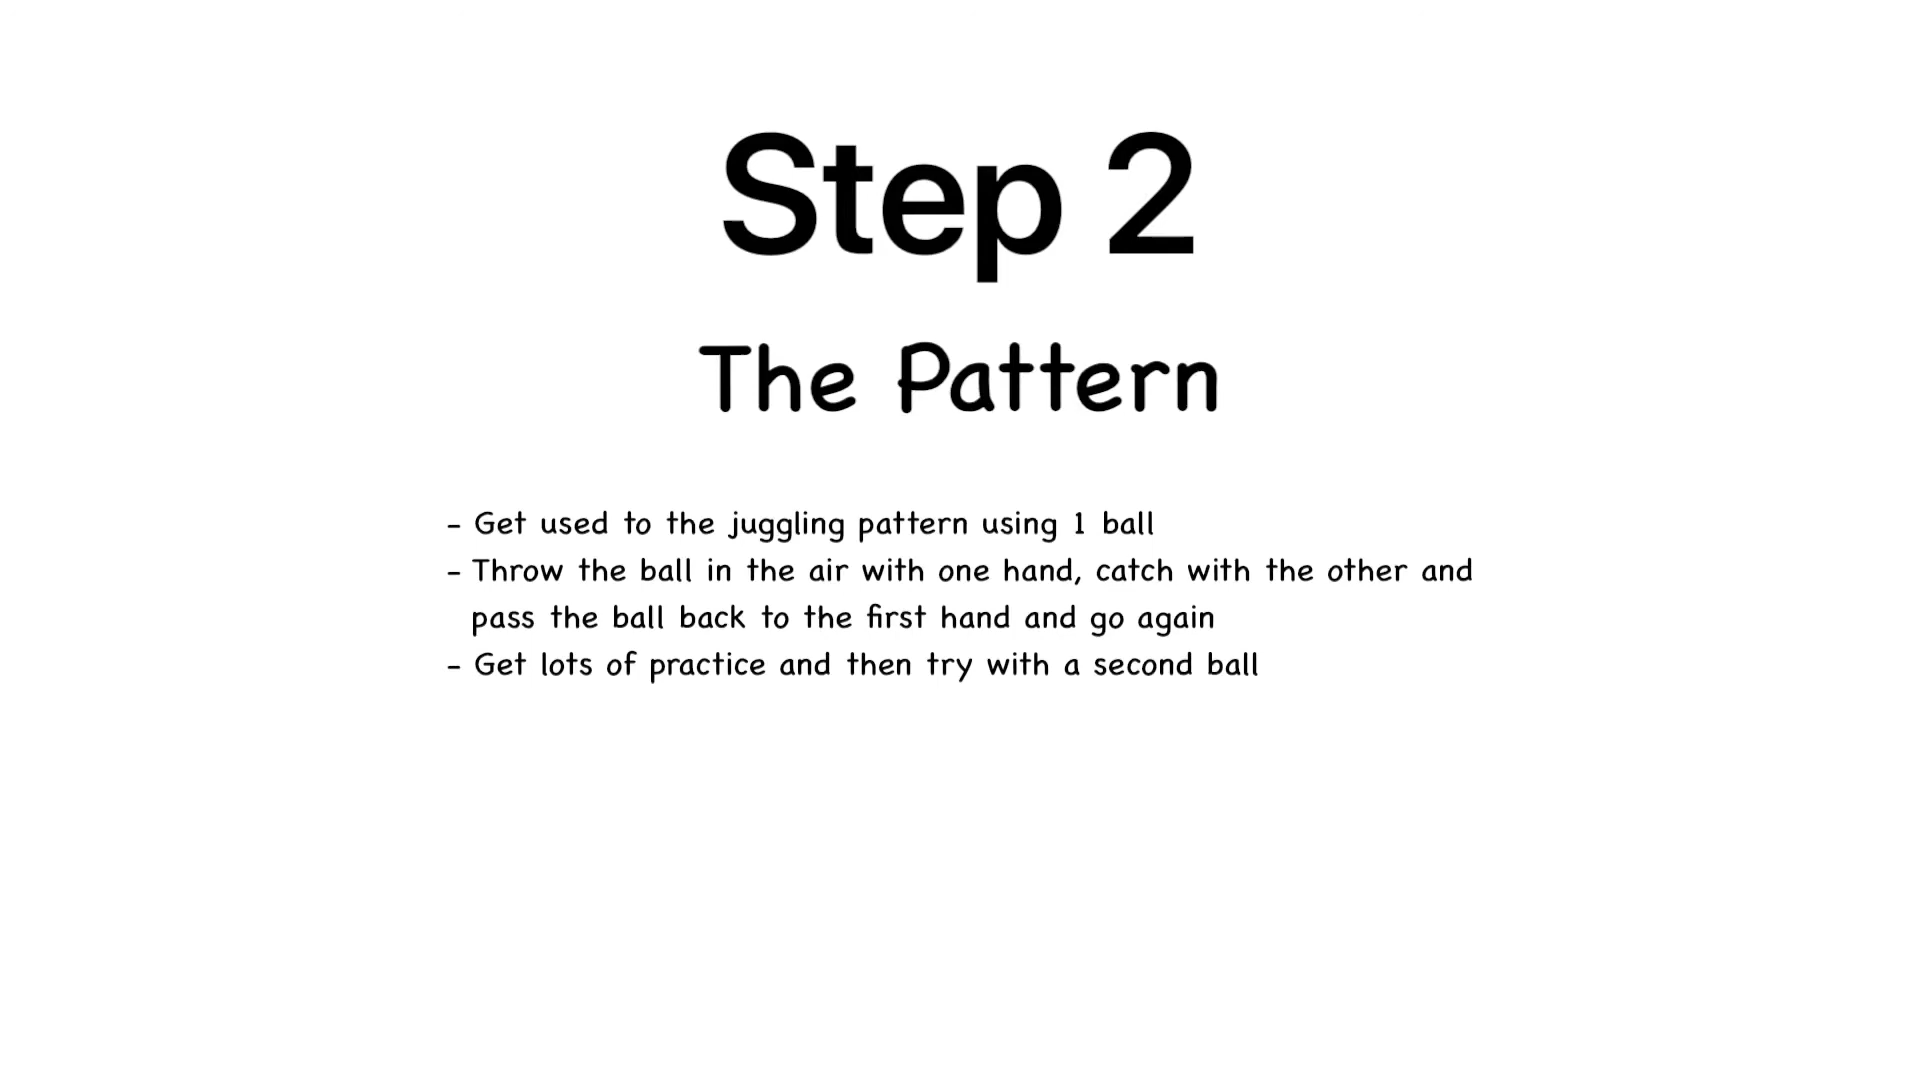 Step 2
The Pattern
- Get used to the juggling pattern using 1 ball
- Throw the ball in the air with one hand, catch with the other and
pass the ball back to the first hand and go again
- Get lots of practice and then try with a second ball